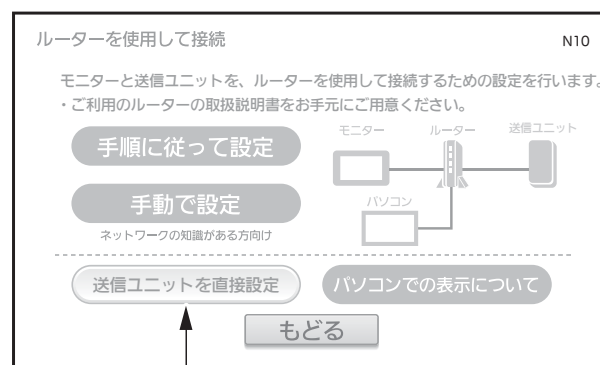 ルーターを使用して接続
N10
モニターと送信ユニットを、ルーターを使用して接続するための設定を行います。
・ご利用のルーターの取扱説明書をお手元にご用意ください。
手順に従って設定
モニター
ルーター
送信ユニット
手動で設定
パソコン
ネットワークの知識がある方向け
送信ユニットを直接設定
パソコンでの表示について
もどる